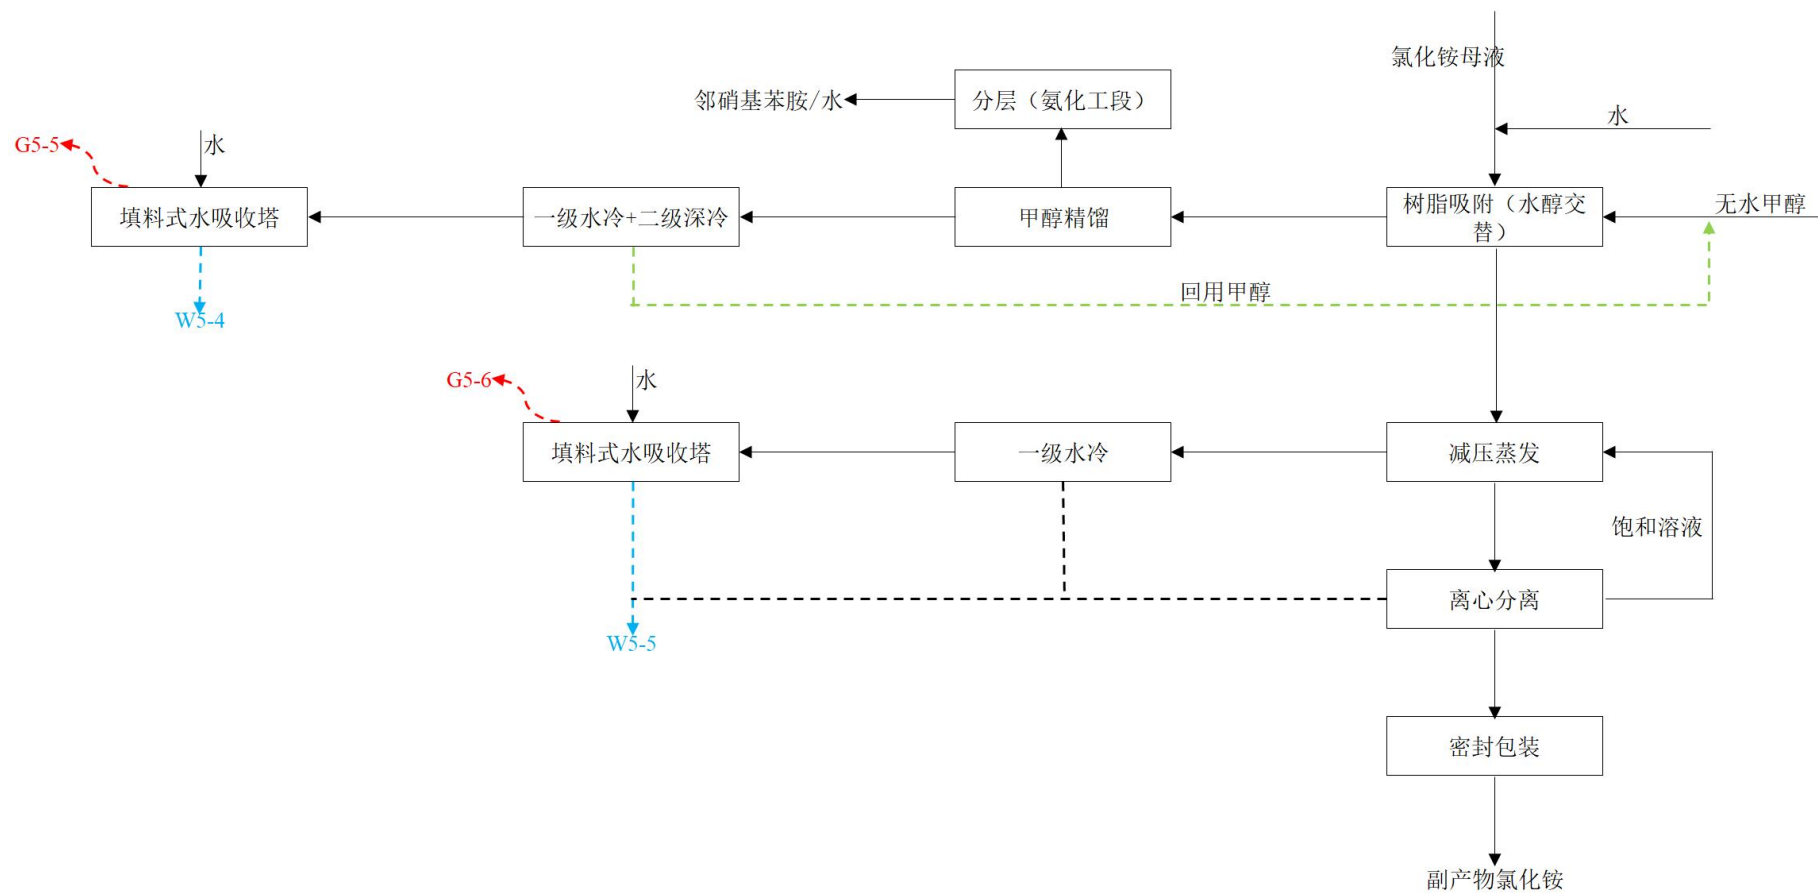 氯化铵母液
邻硝基苯胺/水
分层（氨化工段）
水
G5-5
水
填料式水吸收塔
一级水冷+二级深冷
甲醇精馏
树脂吸附（水醇交
替）
无水甲醇
回用甲醇
W5-4
G5-6
水
填料式水吸收塔
一级水冷
减压蒸发
饱和溶液
离心分离
W5-5
密封包装
副产物氯化铵